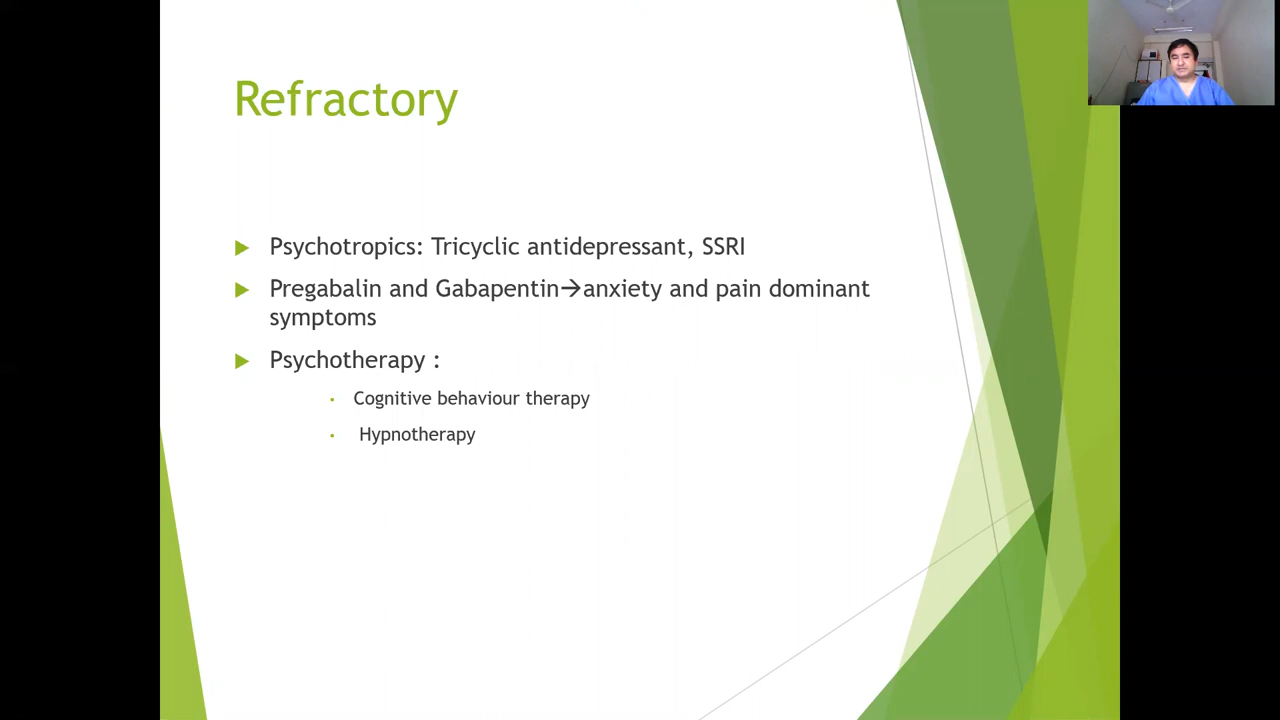 Refractory
Psychotropics: Tricyclic antidepressant, SSRI
Pregabalin and Gabapentin→anxiety and pain dominant
symptoms
Psychotherapy :
Cognitive behaviour therapy
Hypnotherapy